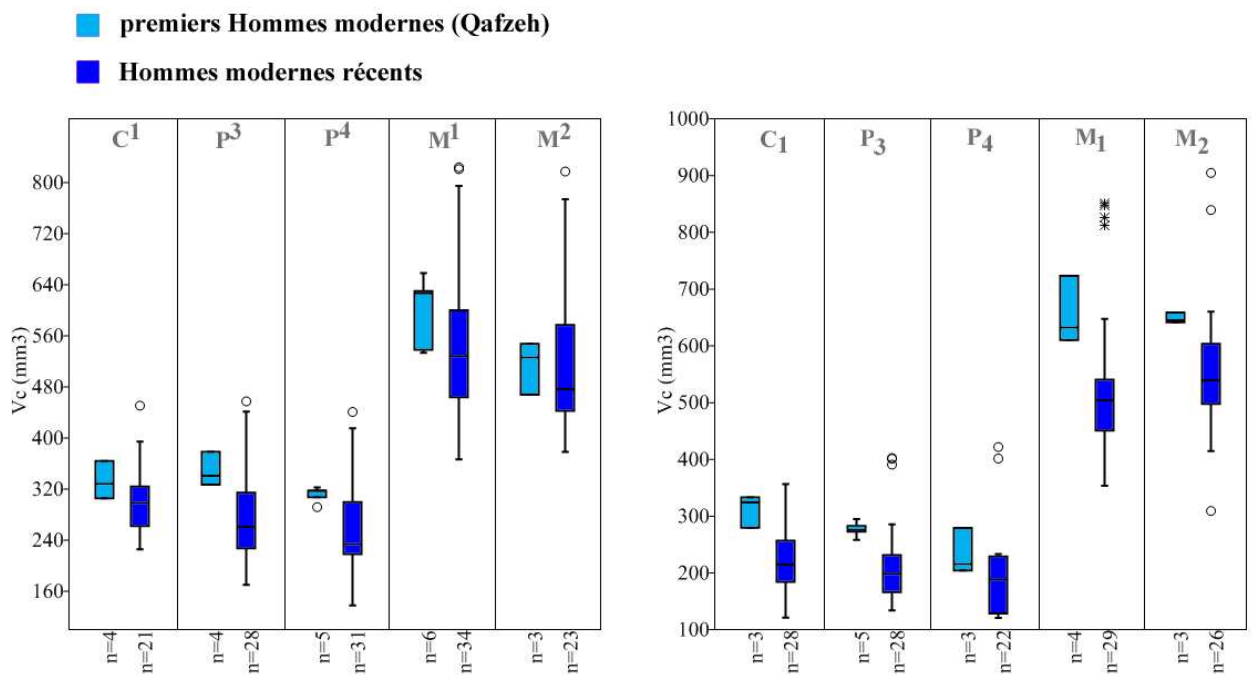 premiers Hommes modernes (Qafzeh)
Hommes modernes récents
C1
P3
P4
M1
M2
800
720
640
560
480
400
320
240
160
Vc (mm3)
n=4
n=21
n=4
n=28
n=5
n=31
n=6
n=34
n=3
n=23
C1
P3
P4
M1
M2
1000
900
800
700
600
500
400
300
200
100
Vc (mm3)
n=3
n=28
n=5
n=28
n=3
n=22
n=4
n=29
n=3
n=26